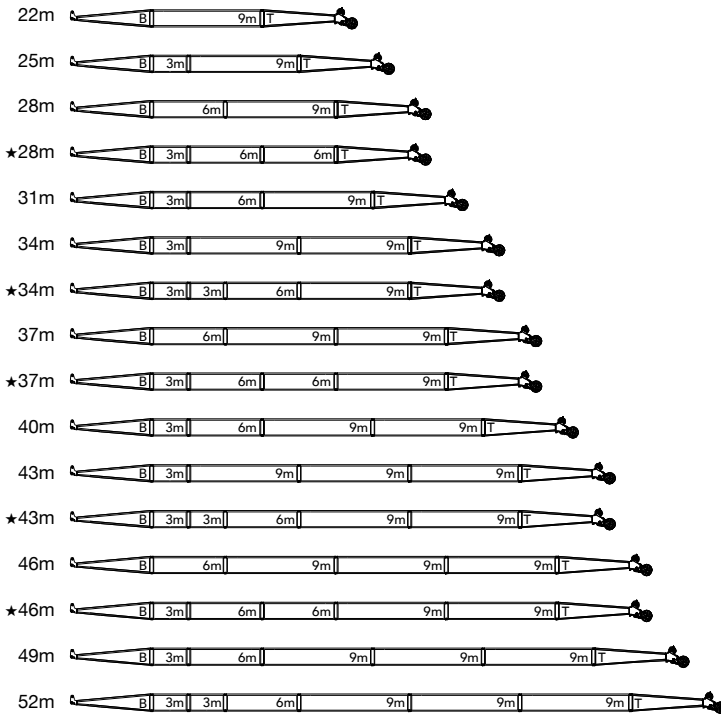 22m B 9m T
25m B 3m 9m T
28m B 6m 9m T
★28m B 3m 6m 6m T
31m B 3m 6m 9m T
34m B 3m 9m 9m T
★34m B 3m 3m 6m 9m T
37m B 6m 9m 9m T
★37m B 3m 6m 6m 9m T
40m B 3m 6m 9m 9m T
43m B 3m 9m 9m 9m T
★43m B 3m 3m 6m 9m 9m T
46m B 6m 9m 9m 9m T
★46m B 3m 6m 6m 9m 9m T
49m B 3m 6m 9m 9m 9m T
52m B 3m 3m 6m 9m 9m 9m T